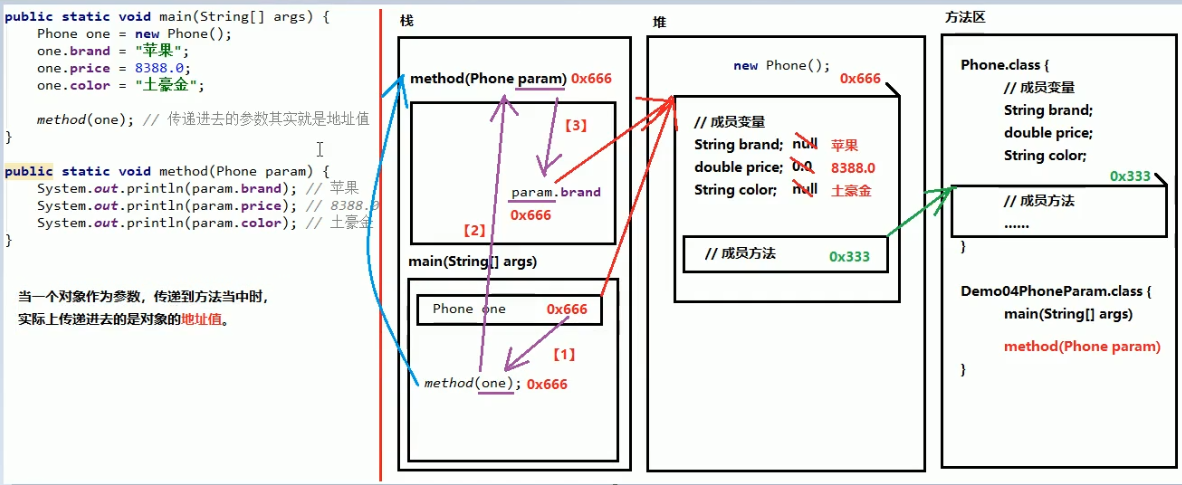 public static void main(String[] args) {
Phone one = new Phone();
one.brand = "苹果";
one.price = 8388.0;
one.color = "土豪金";
method(one); // 传递进去的参数其实就是地址值
}
public static void method(Phone param) {
System.out.println(param.brand); // 苹果
System.out.println(param.price); // 8388.0
System.out.println(param.color); // 土豪金
}
当一个对象作为参数，传递到方法当中时，
实际上传递进去的是对象的地址值。
栈
method(Phone param) 0x666
【3】
param.brand
0x666
【2】
main(String[] args)
Phone one 0x666
【1】
method(one); 0x666
堆
new Phone();
0x666
// 成员变量
String brand; null 苹果
double price; 0.0 8388.0
String color; null 土豪金
// 成员方法 0x333
方法区
Phone.class {
// 成员变量
String brand;
double price;
String color;
0x333
// 成员方法
......
}
Demo04PhoneParam.class {
main(String[] args)
method(Phone param)
}